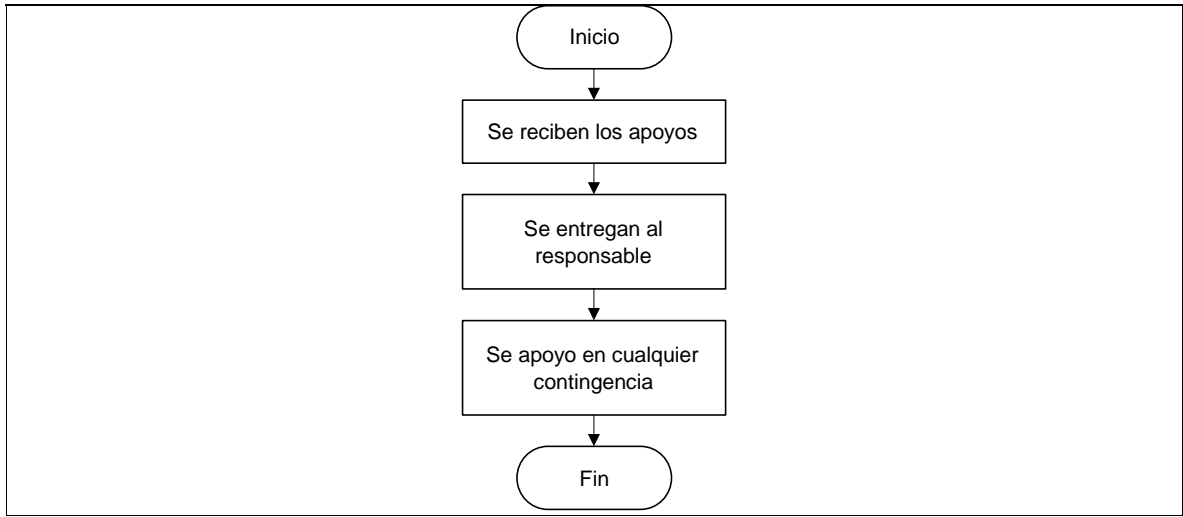 Inicio
Se reciben los apoyos
Se entregan al
responsable
Se apoyo en cualquier
contingencia
Fin